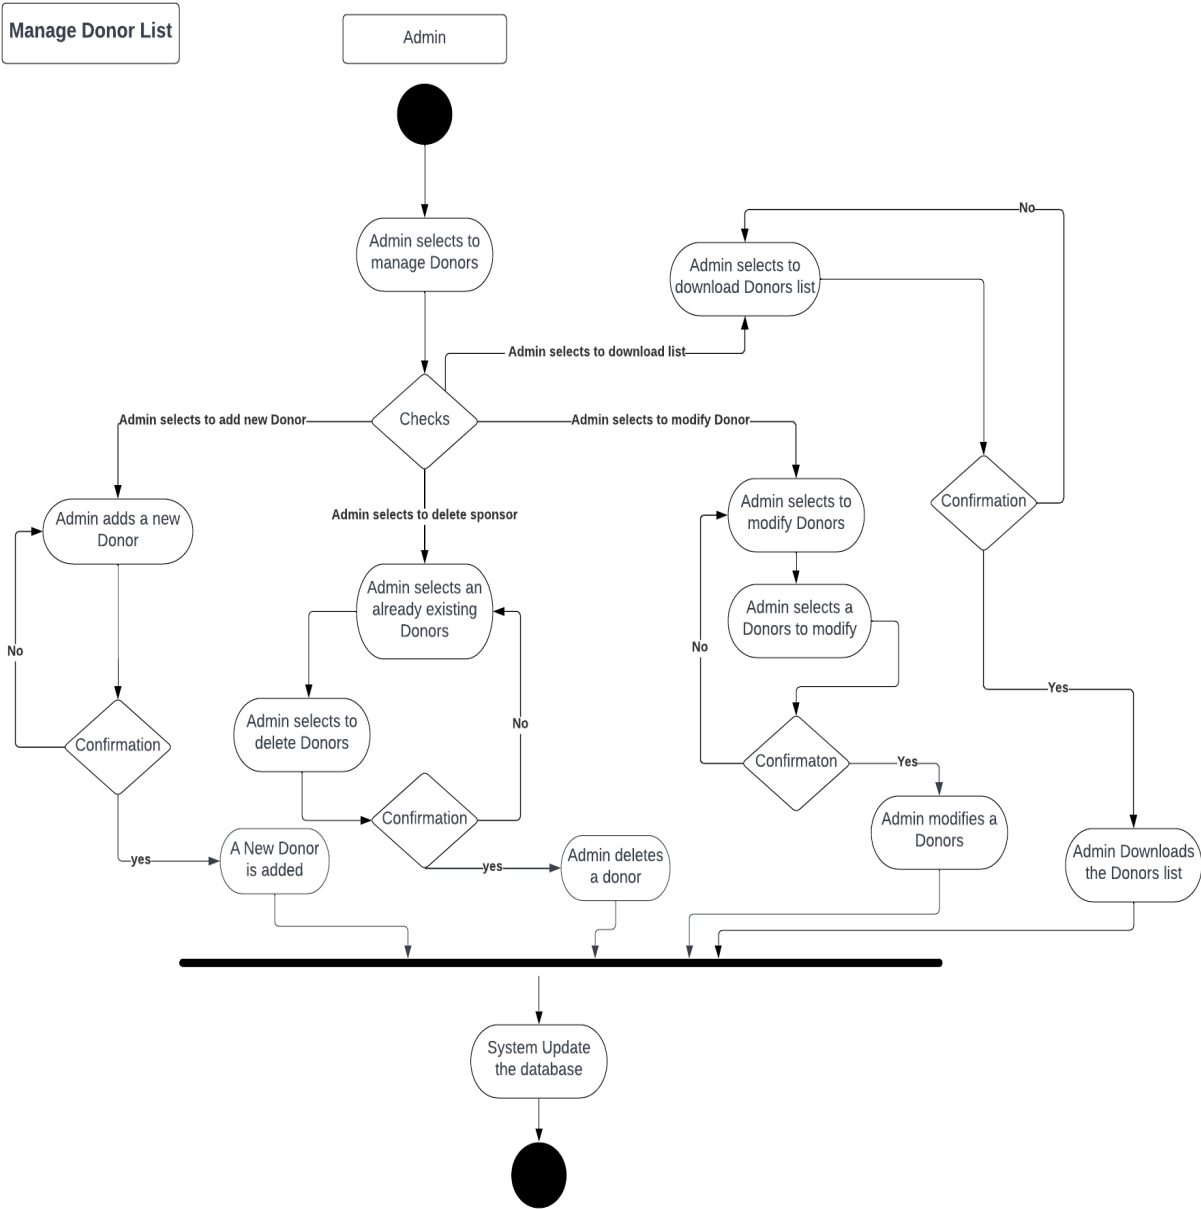 Manage Donor List
Admin
Admin selects to
manage Donors
No
Admin selects to
download Donors list
Admin selects to download list
Checks
Admin selects to add new Donor
Admin selects to modify Donor
Admin selects to delete sponsor
Admin adds a new
Donor
Admin selects to
modify Donors
Confirmation
Admin selects an
already existing
Donors
Admin selects a
Donors to modify
No
No
Yes
Admin selects to
delete Donors
No
Confirmation
Confirmaton
Yes
Confirmation
Admin modifies a
Donors
yes
A New Donor
is added
yes
Admin deletes
a donor
Admin Downloads
the Donors list
System Update
the database